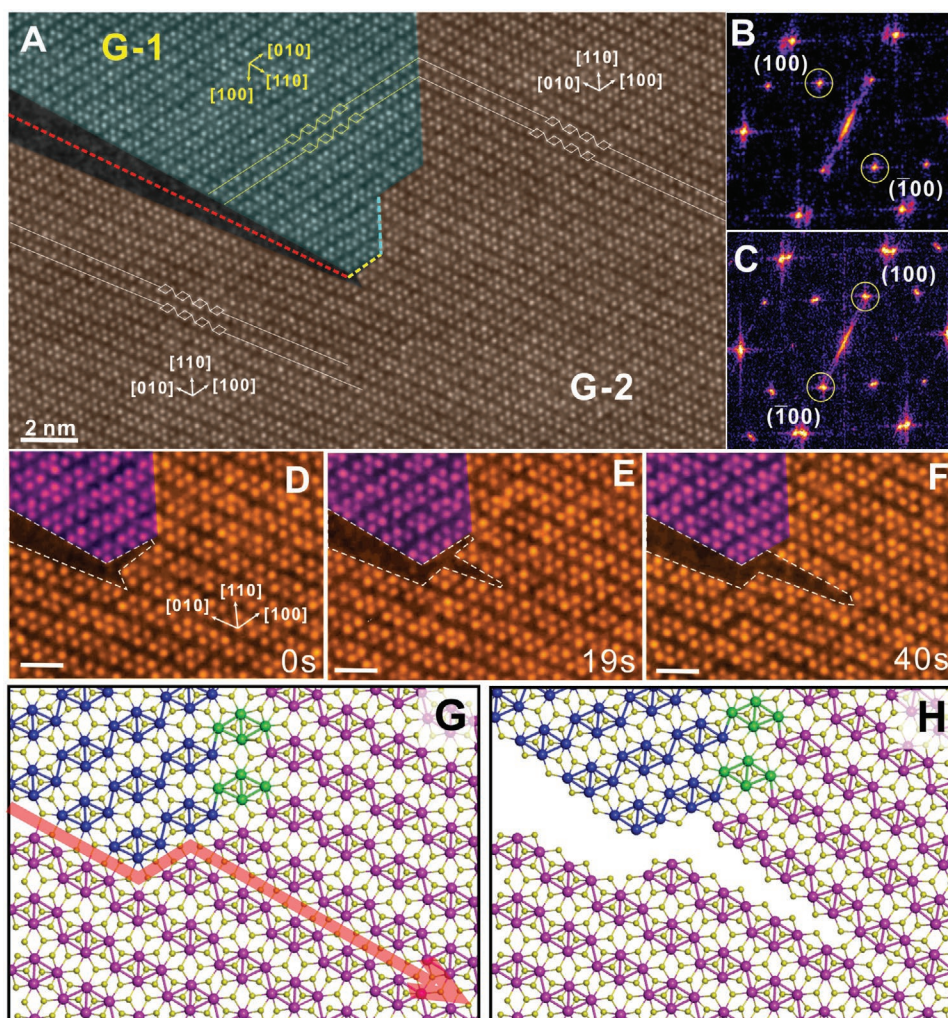 A
G-1
[010]
[110]
[100]
[110]
[010]
[100]
[110]
[010]
[100]
G-2
2 nm
B
(100)
(1̄00)
C
(100)
(1̄00)
D
[110]
[010]
[100]
0s
E
19s
F
40s
G
H